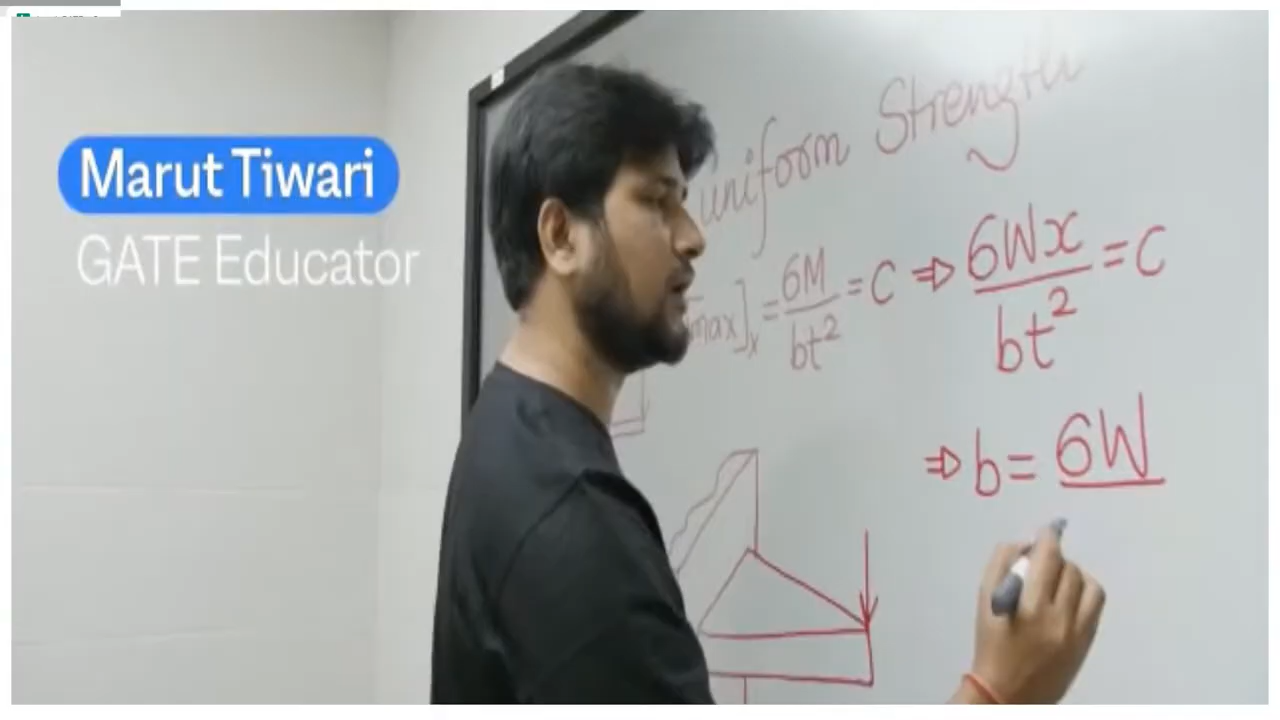 Marut Tiwari
GATE Educator
uniform Strength
max]x = 6M/bt² = C ⇒ 6Wx/bt² = C
⇒ b = 6W